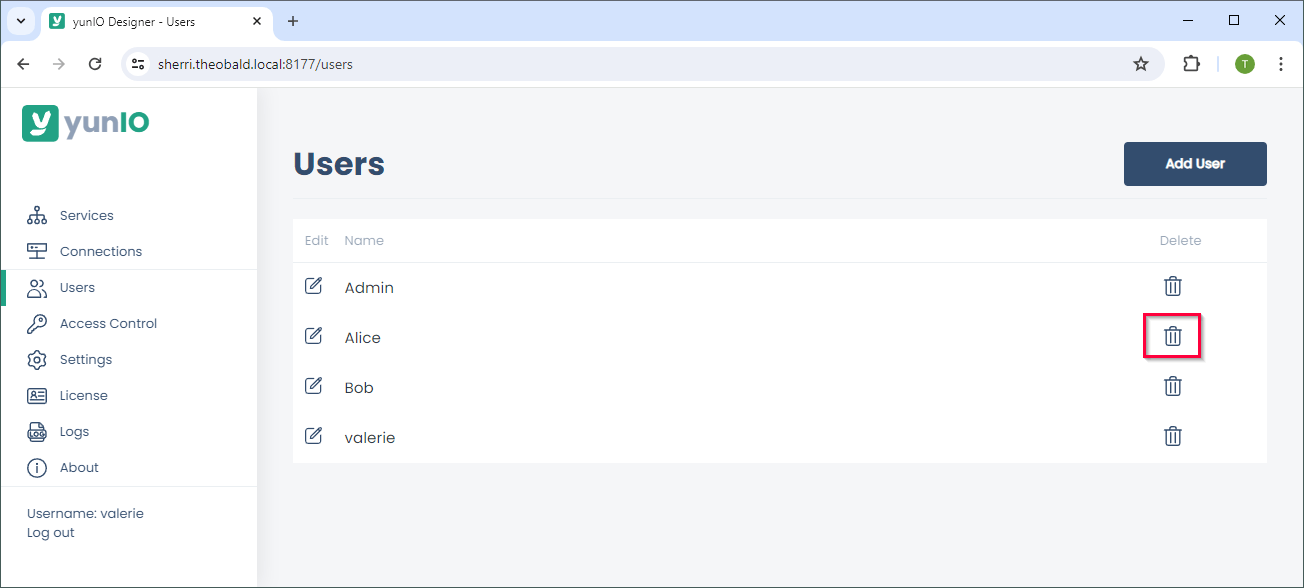 yunIO Designer - Users
sherri.theobald.local:8177/users
T
yunIO
Users
Add User
Services
Connections
Users
Access Control
Settings
License
Logs
About
Username: valerie
Log out
Edit Name Delete
Admin
Alice
Bob
valerie